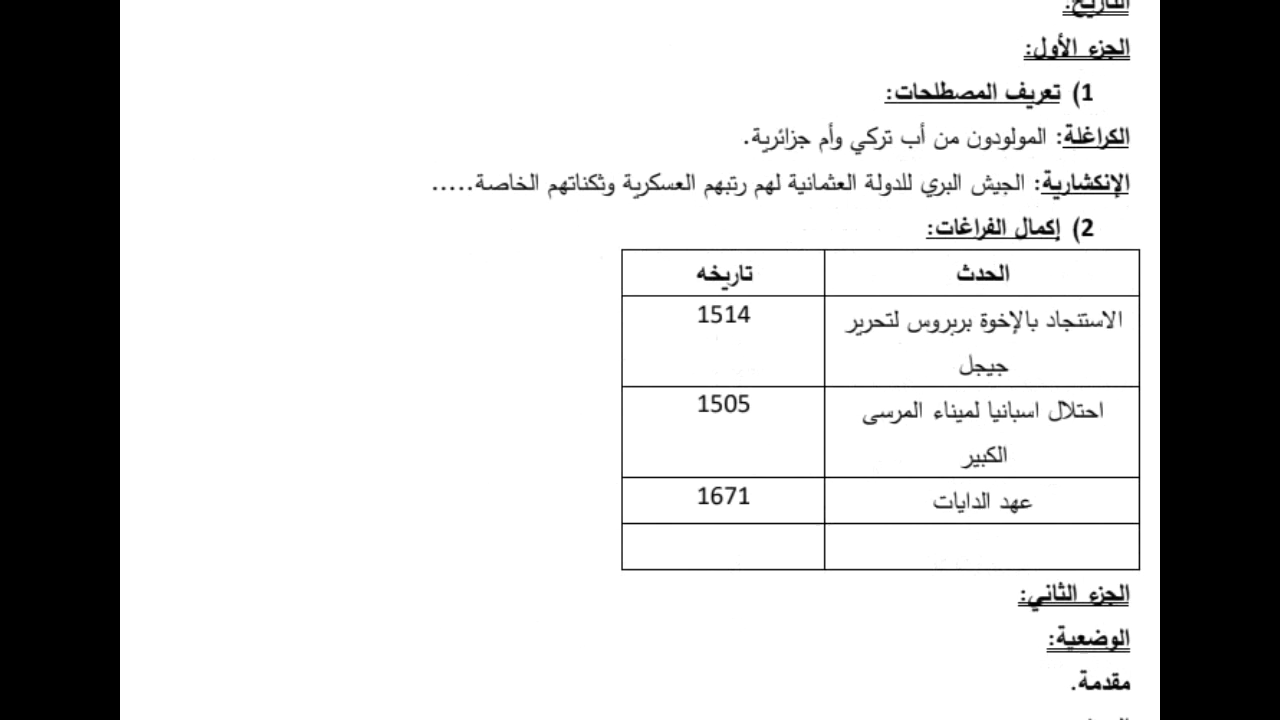 التاريخ:
الجزء الأول:
1) تعريف المصطلحات:
الكراغلة: المولودون من أب تركي وأم جزائرية.
الإنكشارية: الجيش البري للدولة العثمانية لهم رتبهم العسكرية وثكناتهم الخاصة.....
2) إكمال الفراغات:
الحدث تاريخه
الاستنجاد بالإخوة بربروس لتحرير 1514
جيجل
احتلال اسبانيا لميناء المرسى 1505
الكبير
عهد الدايات 1671
الجزء الثاني:
الوضعية:
مقدمة.